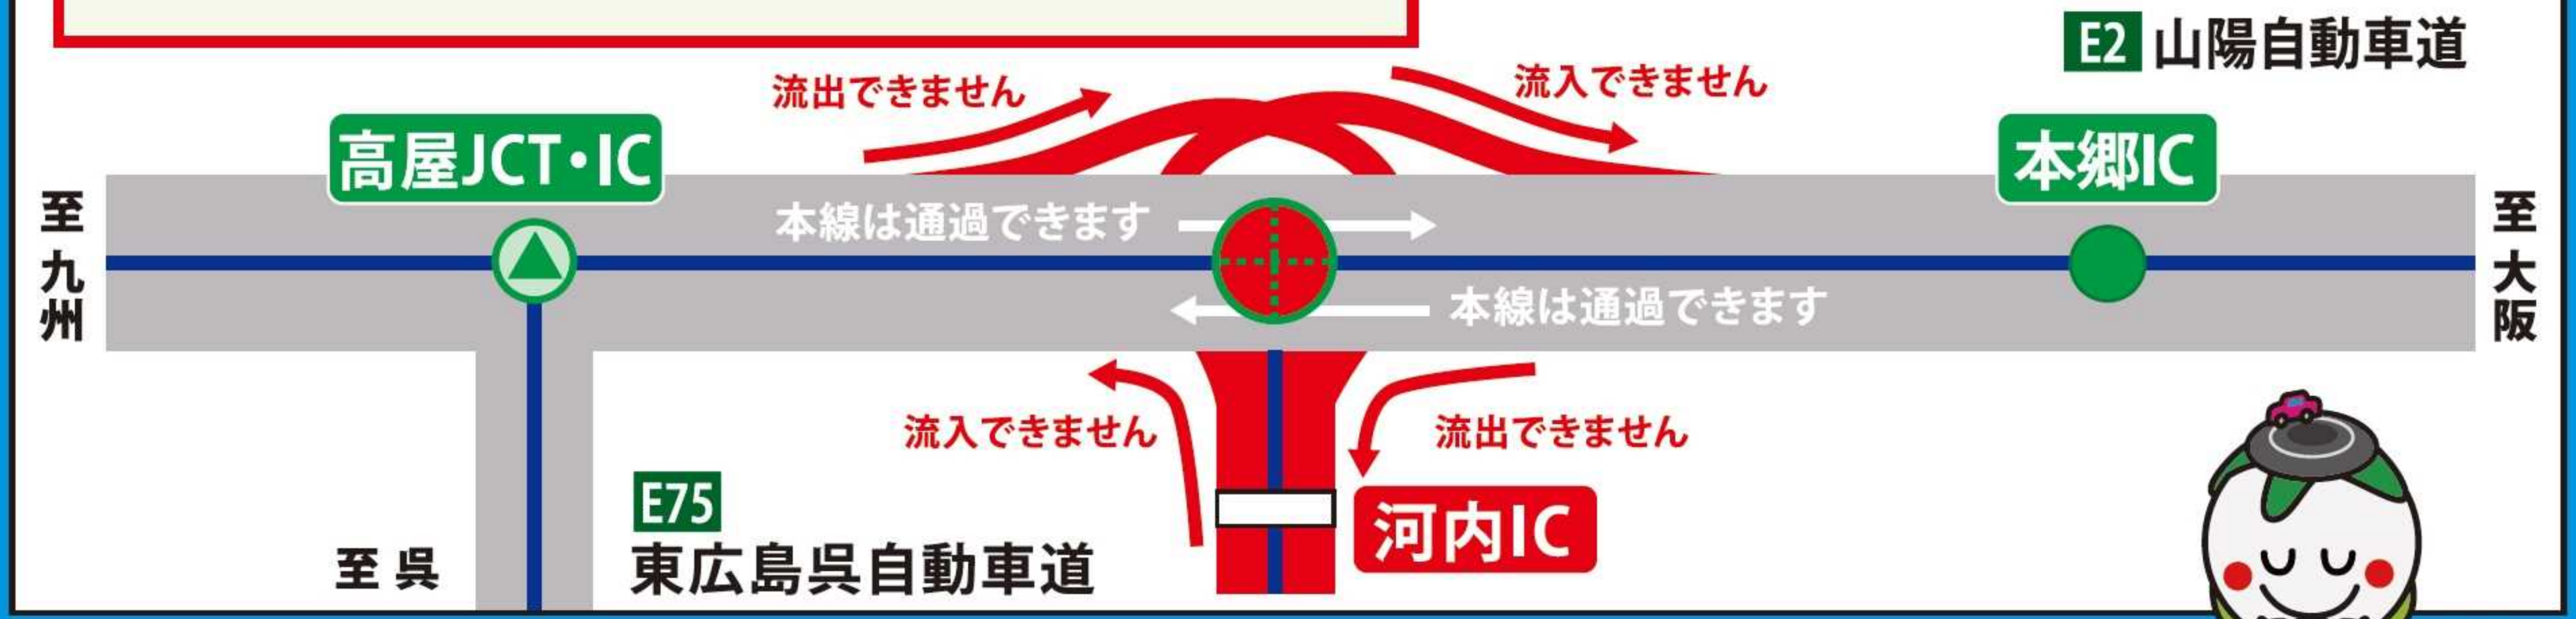 E2 山陽自動車道
流出できません
流入できません
高屋JCT・IC
本郷IC
至九州
本線は通過できます
至大阪
本線は通過できます
流入できません
流出できません
E75
東広島呉自動車道
至呉
河内IC